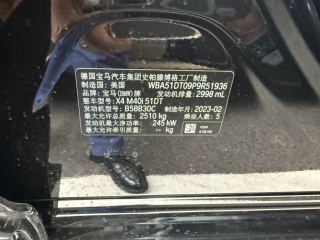 德国宝马汽车集团史帕滕博格工厂制造
制造国：美国 WBA51DT09P9R51936
品牌：宝马(BMW)牌 发动机排量：2998 mL
整车型号：X4 M40i 51DT
发动机型号：B58B30C 制造年月：2023-02
最大允许总质量：2510 kg 乘坐人数：5
发动机最大净功率：245 kW
最大允许牵引质量：-- kg